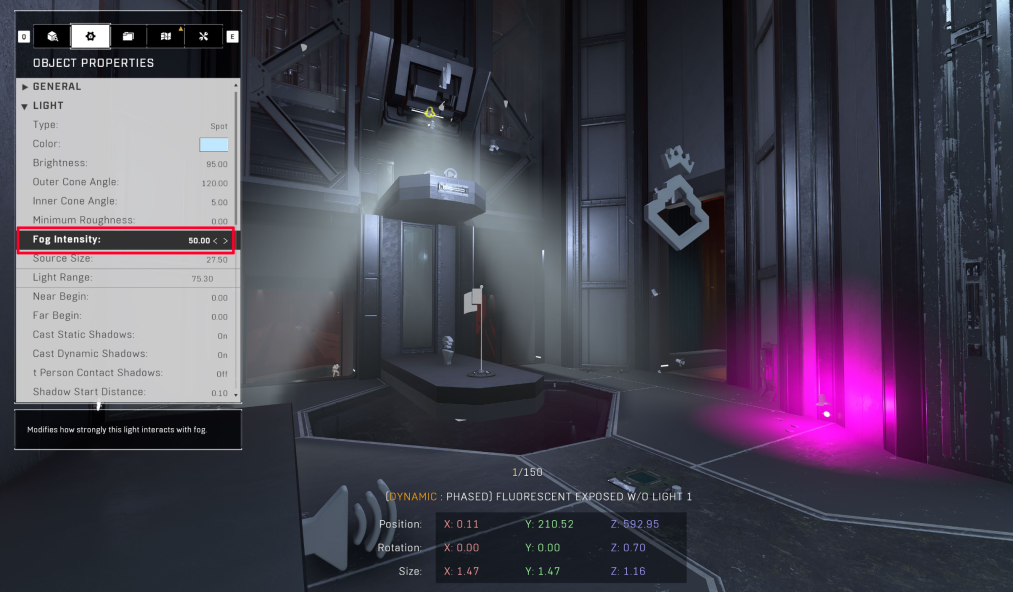 Q
E
OBJECT PROPERTIES
GENERAL
LIGHT
Type: Spot
Color:
Brightness: 95.00
Outer Cone Angle: 120.00
Inner Cone Angle: 5.00
Minimum Roughness: 0.00
Fog Intensity: 50.00 < >
Source Size: 27.50
Light Range: 75.30
Near Begin: 0.00
Far Begin: 0.00
Cast Static Shadows: On
Cast Dynamic Shadows: On
t Person Contact Shadows: Off
Shadow Start Distance: 0.10
Modifies how strongly this light interacts with fog.
1/150
[DYNAMIC : PHASED] FLUORESCENT EXPOSED W/O LIGHT 1
Position: X: 0.11 Y: 210.52 Z: 592.95
Rotation: X: 0.00 Y: 0.00 Z: 0.70
Size: X: 1.47 Y: 1.47 Z: 1.16